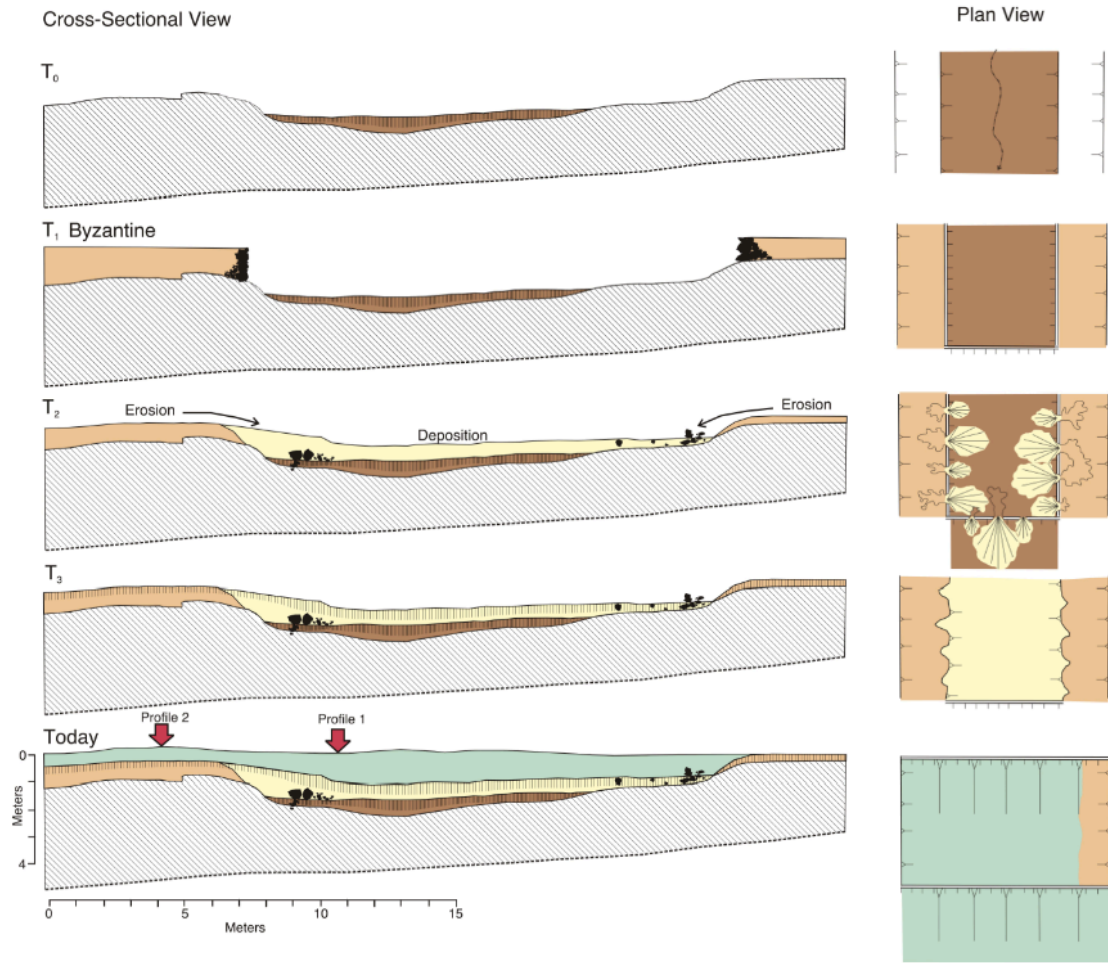 Cross-Sectional View
Plan View
T₀
T₁ Byzantine
T₂
Erosion
Deposition
Erosion
T₃
Profile 2
Profile 1
Today
0
Meters
4
0 5 10 15
Meters